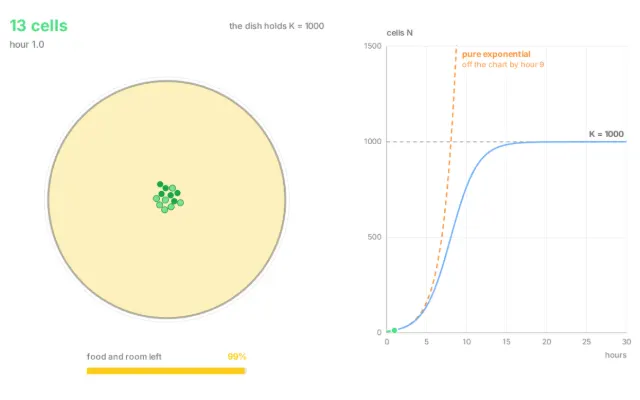 13 cells
hour 1.0
the dish holds K = 1000
food and room left 99%
cells N
1500
pure exponential
off the chart by hour 9
K = 1000
1000
500
0
0 5 10 15 20 25 30
hours